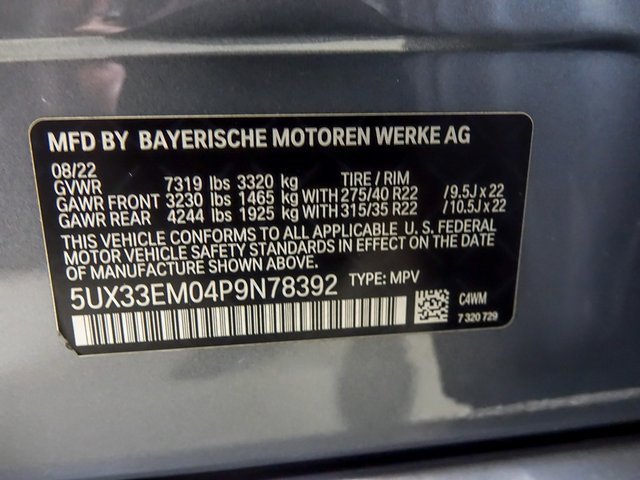 MFD BY BAYERISCHE MOTOREN WERKE AG
08/22 TIRE / RIM
GVWR 7319 lbs 3320 kg
GAWR FRONT 3230 lbs 1465 kg WITH 275/40 R22 /9.5J x 22
GAWR REAR 4244 lbs 1925 kg WITH 315/35 R22 /10.5J x 22
THIS VEHICLE CONFORMS TO ALL APPLICABLE U. S. FEDERAL
MOTOR VEHICLE SAFETY STANDARDS IN EFFECT ON THE DATE
OF MANUFACTURE SHOWN ABOVE.
5UX33EM04P9N78392 TYPE: MPV
C4WM
7 320 729